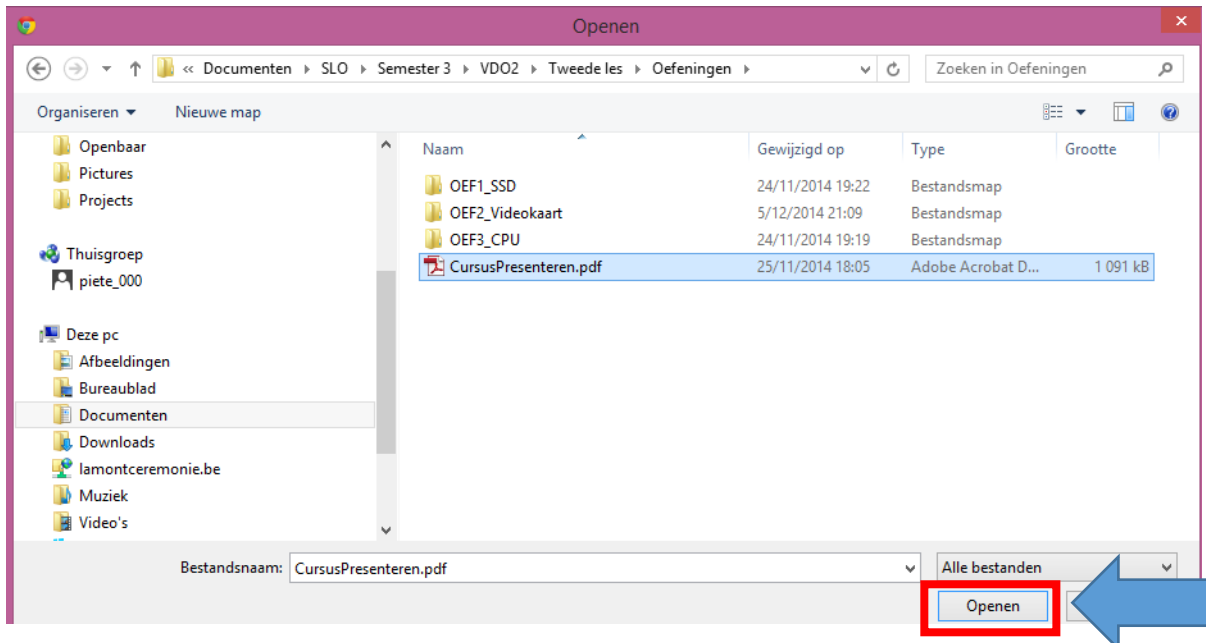 Openen
« Documenten SLO Semester 3 VDO2 Tweede les Oefeningen Zoeken in Oefeningen
Organiseren Nieuwe map
Openbaar
Pictures
Projects
Thuisgroep
piete_000
Deze pc
Afbeeldingen
Bureaublad
Documenten
Downloads
lamontceremonie.be
Muziek
Video's
Naam Gewijzigd op Type Grootte
OEF1_SSD 24/11/2014 19:22 Bestandsmap
OEF2_Videokaart 5/12/2014 21:09 Bestandsmap
OEF3_CPU 24/11/2014 19:19 Bestandsmap
CursusPresenteren.pdf 25/11/2014 18:05 Adobe Acrobat D... 1 091 kB
Bestandsnaam: CursusPresenteren.pdf Alle bestanden
Openen